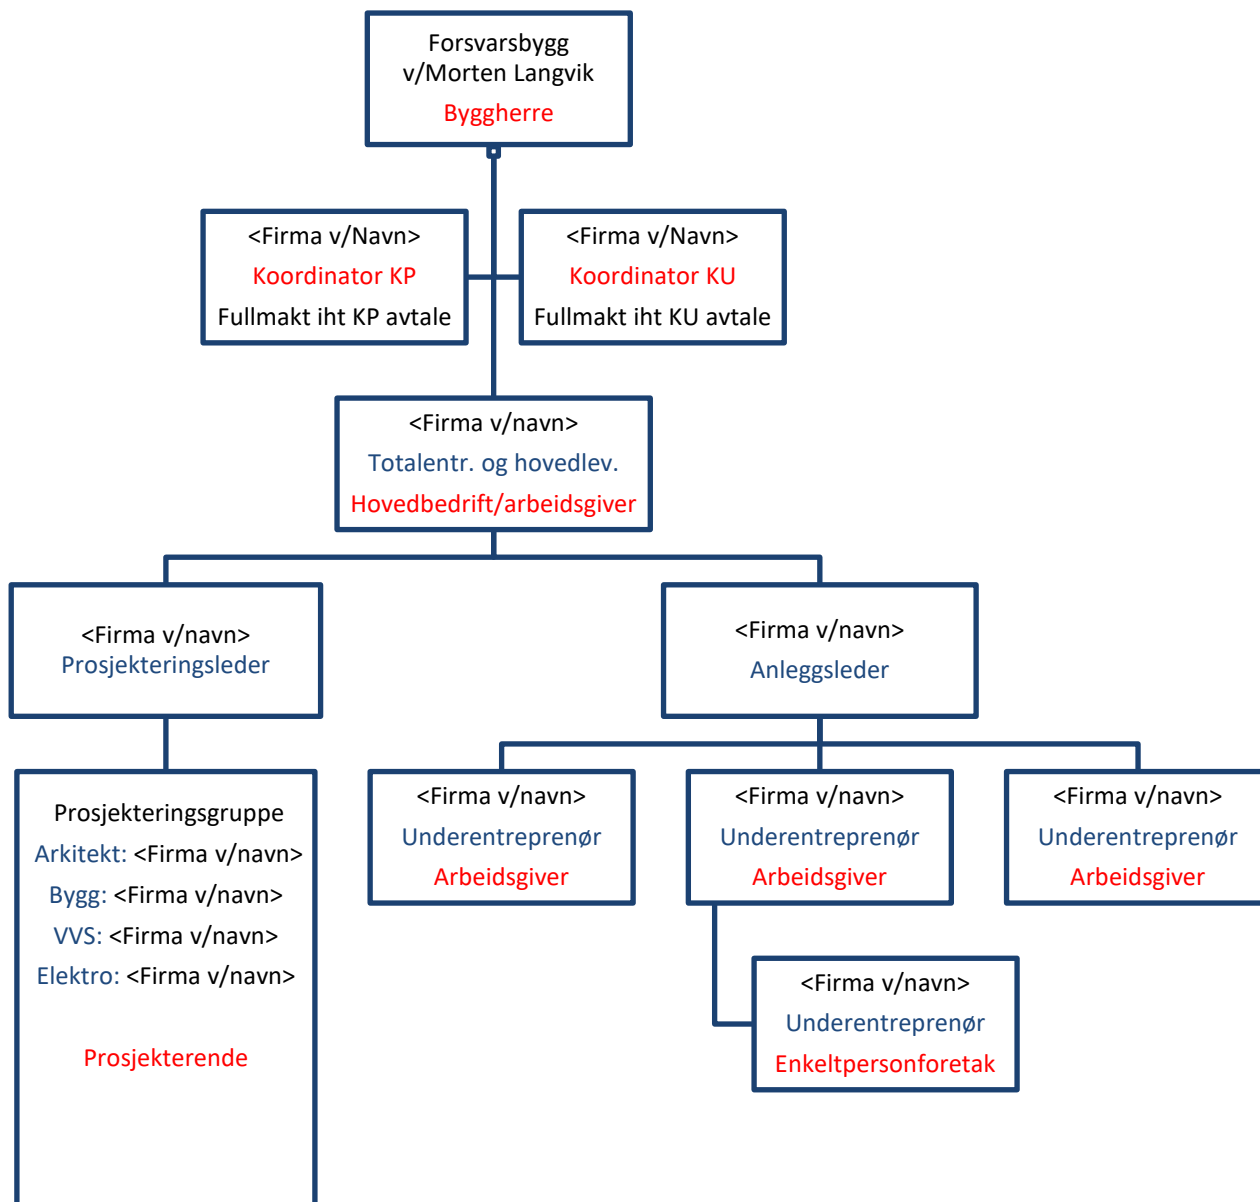 Forsvarsbygg
v/Morten Langvik
Byggherre
<Firma v/Navn>
Koordinator KP
Fullmakt iht KP avtale
<Firma v/Navn>
Koordinator KU
Fullmakt iht KU avtale
<Firma v/navn>
Totalentr. og hovedlev.
Hovedbedrift/arbeidsgiver
<Firma v/navn>
Prosjekteringsleder
<Firma v/navn>
Anleggsleder
Prosjekteringsgruppe
Arkitekt: <Firma v/navn>
Bygg: <Firma v/navn>
VVS: <Firma v/navn>
Elektro: <Firma v/navn>
Prosjekterende
<Firma v/navn>
Underentreprenør
Arbeidsgiver
<Firma v/navn>
Underentreprenør
Arbeidsgiver
<Firma v/navn>
Underentreprenør
Arbeidsgiver
<Firma v/navn>
Underentreprenør
Enkeltpersonforetak